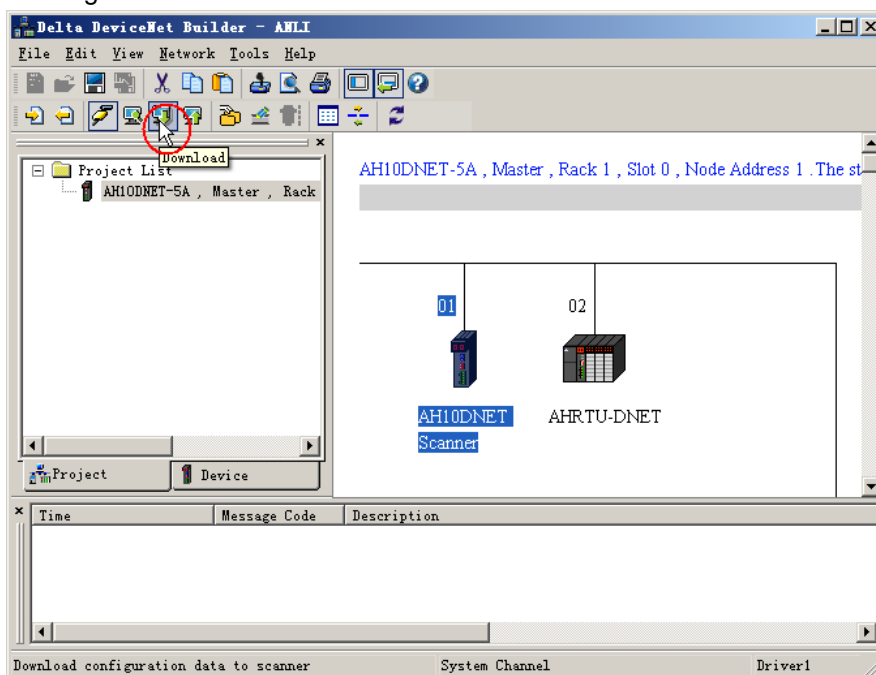 Delta DeviceNet Builder - ANLI
File Edit View Network Tools Help
Download
Project List
AH10DNET-5A , Master , Rack
AH10DNET-5A , Master , Rack 1 , Slot 0 , Node Address 1 .The st
01
02
AH10DNET
Scanner
AHRTU-DNET
Project
Device
Time
Message Code
Description
Download configuration data to scanner
System Channel
Driver1